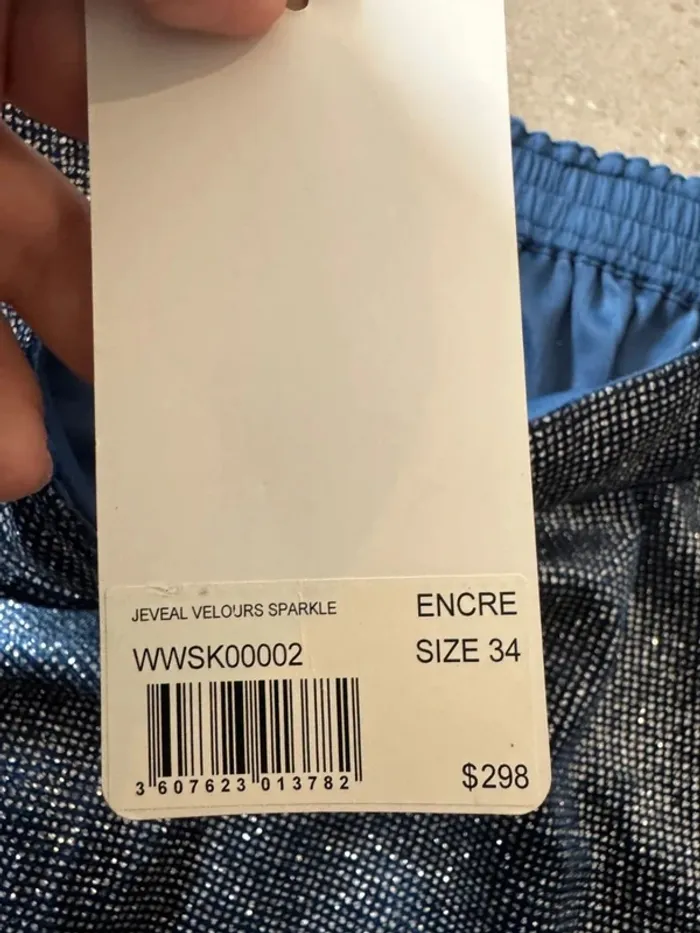 JEVEAL VELOURS SPARKLE
ENCRE
WWSK00002
SIZE 34
3 607623 013782
$298